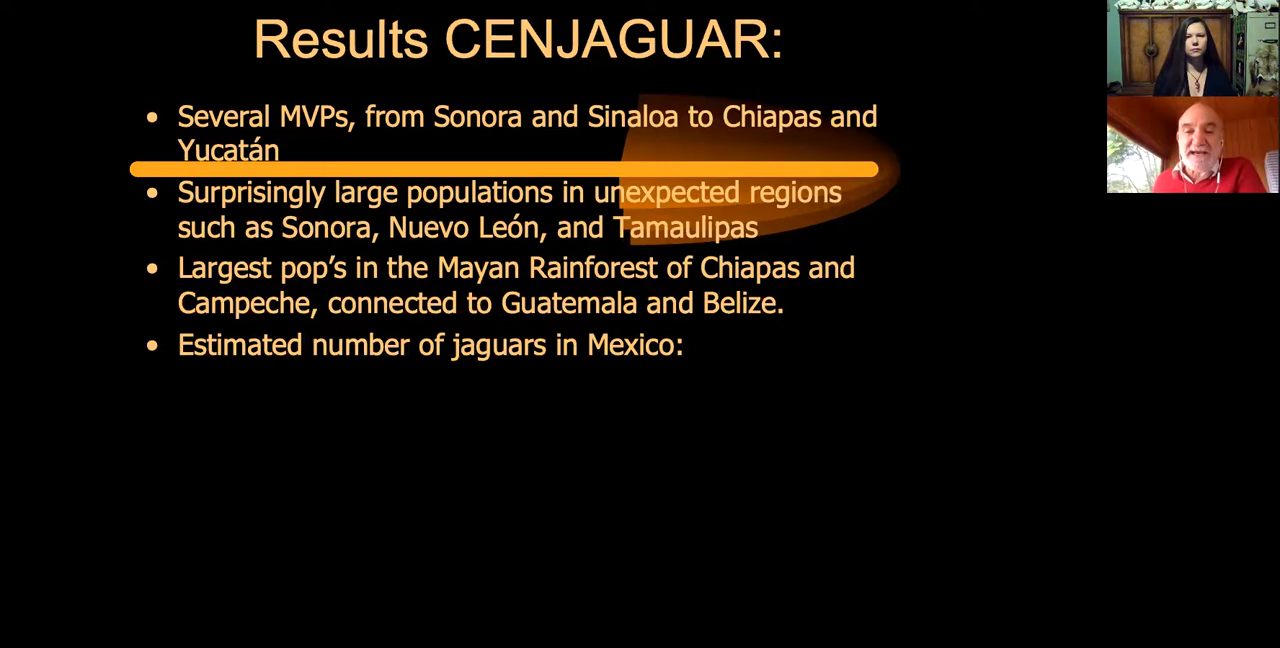 Results CENJAGUAR:
• Several MVPs, from Sonora and Sinaloa to Chiapas and
Yucatán
• Surprisingly large populations in unexpected regions
such as Sonora, Nuevo León, and Tamaulipas
• Largest pop's in the Mayan Rainforest of Chiapas and
Campeche, connected to Guatemala and Belize.
• Estimated number of jaguars in Mexico: